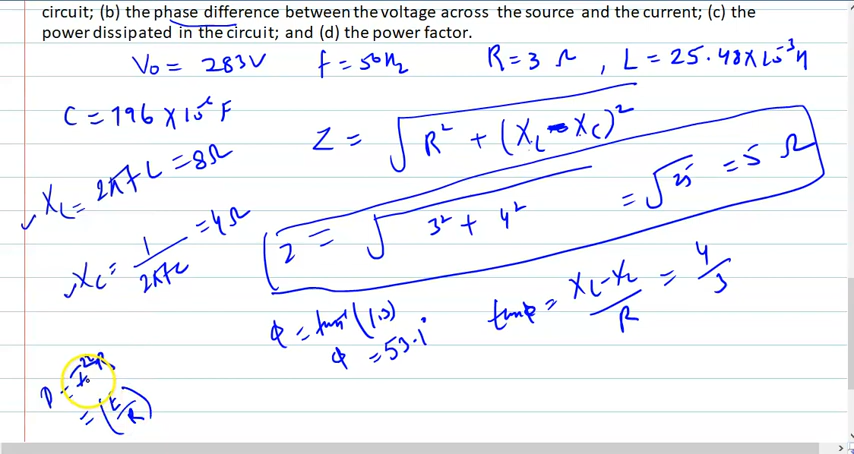 circuit; (b) the phase difference between the voltage across the source and the current; (c) the
power dissipated in the circuit; and (d) the power factor.
V₀ = 283V f = 50Hz R = 3 Ω , L = 25.48 × 10⁻³ H
C = 796 × 10⁻⁶ F
Z = √(R² + (X_L - X_C)²)
X_L = 2πfL = 8Ω
Z = √(3² + 4²) = √25 = 5 Ω
X_C = 1/(2πfC) = 4Ω
tanφ = (X_L - X_C)/R = 4/3
φ = tan⁻¹(1.3)
φ = 53.1°
P =
=